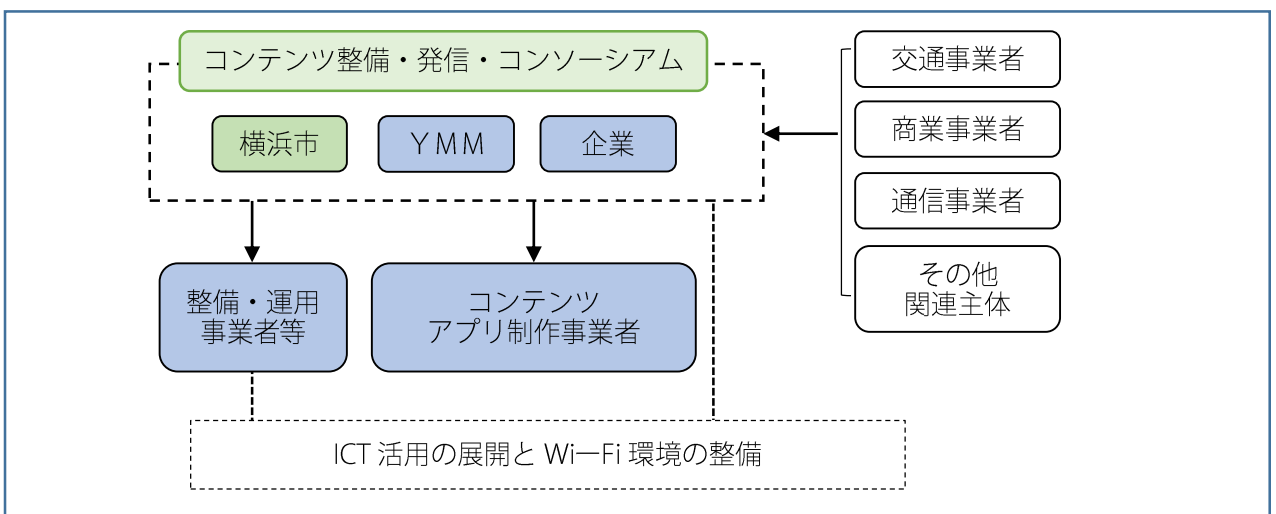 コンテンツ整備・発信・コンソーシアム
横浜市
ＹＭＭ
企業
交通事業者
商業事業者
通信事業者
その他
関連主体
整備・運用
事業者等
コンテンツ
アプリ制作事業者
ICT 活用の展開と Wi－Fi 環境の整備